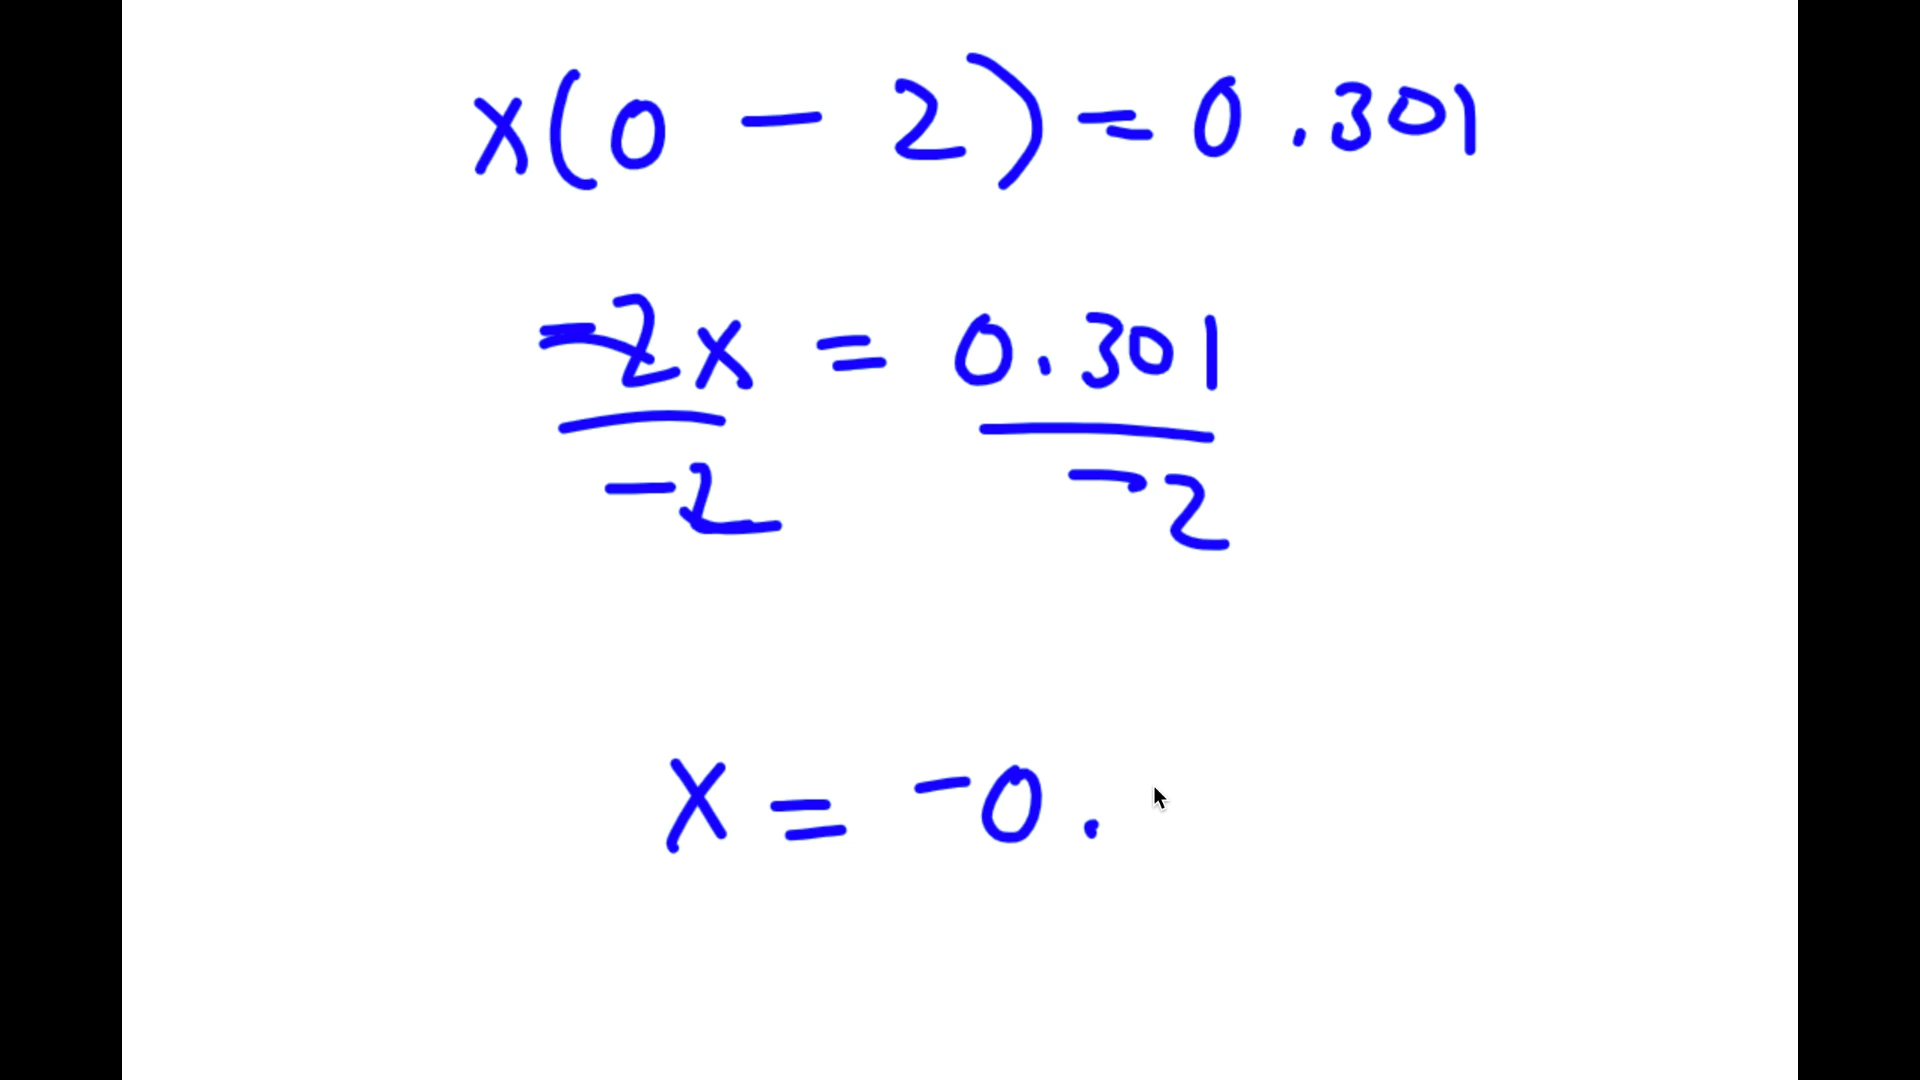 x(0 - 2) = 0.301
-2x = 0.301
-2 -2
x = -0.